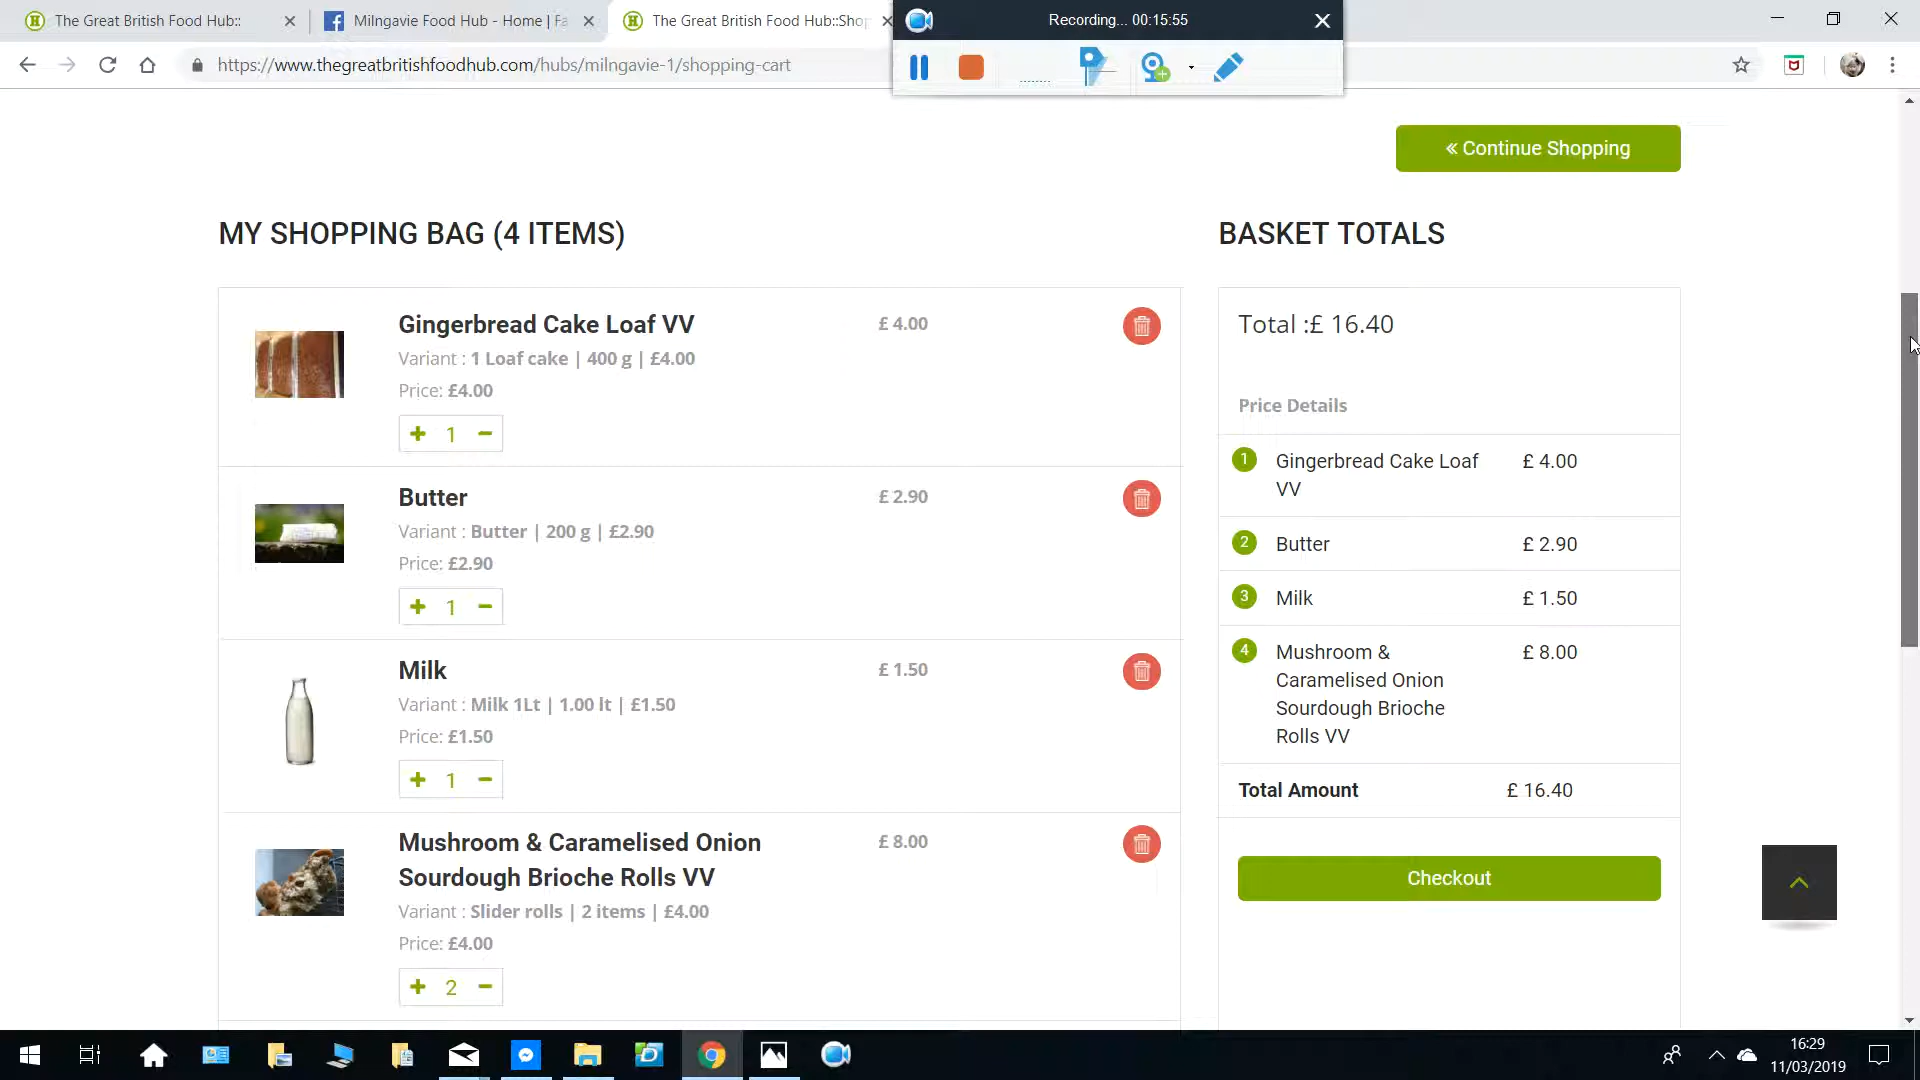 The Great British Food Hub::
Milngavie Food Hub - Home | Fa
The Great British Food Hub::Shop
Recording... 00:15:55
https://www.thegreatbritishfoodhub.com/hubs/milngavie-1/shopping-cart
« Continue Shopping
MY SHOPPING BAG (4 ITEMS)
BASKET TOTALS
Gingerbread Cake Loaf VV
£ 4.00
Variant : 1 Loaf cake | 400 g | £4.00
Price: £4.00
+ 1 −
Butter
£ 2.90
Variant : Butter | 200 g | £2.90
Price: £2.90
+ 1 −
Milk
£ 1.50
Variant : Milk 1Lt | 1.00 lt | £1.50
Price: £1.50
+ 1 −
Mushroom & Caramelised Onion
Sourdough Brioche Rolls VV
£ 8.00
Variant : Slider rolls | 2 items | £4.00
Price: £4.00
+ 2 −
Total :£ 16.40
Price Details
1 Gingerbread Cake Loaf £ 4.00
VV
2 Butter £ 2.90
3 Milk £ 1.50
4 Mushroom & £ 8.00
Caramelised Onion
Sourdough Brioche
Rolls VV
Total Amount £ 16.40
Checkout
16:29
11/03/2019